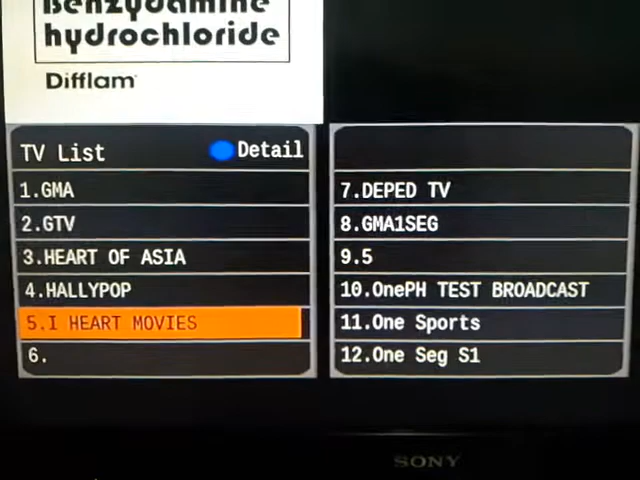 Benzydamine
hydrochloride
Difflam
TV List
Detail
1.GMA
2.GTV
3.HEART OF ASIA
4.HALLYPOP
5.I HEART MOVIES
6.
7.DEPED TV
8.GMA1SEG
9.5
10.OnePH TEST BROADCAST
11.One Sports
12.One Seg S1
SONY